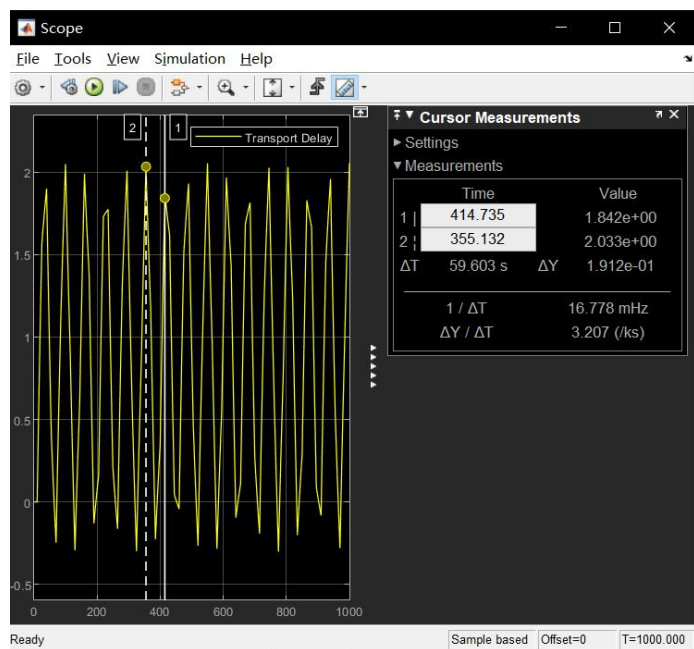 Scope
File Tools View Simulation Help
2 1
Transport Delay
2
1.5
1
0.5
0
-0.5
0 200 400 600 800 1000
Cursor Measurements
Settings
Measurements
Time Value
1 | 414.735 1.842e+00
2 ¦ 355.132 2.033e+00
ΔT 59.603 s ΔY 1.912e-01
1 / ΔT 16.778 mHz
ΔY / ΔT 3.207 (/ks)
Ready Sample based Offset=0 T=1000.000